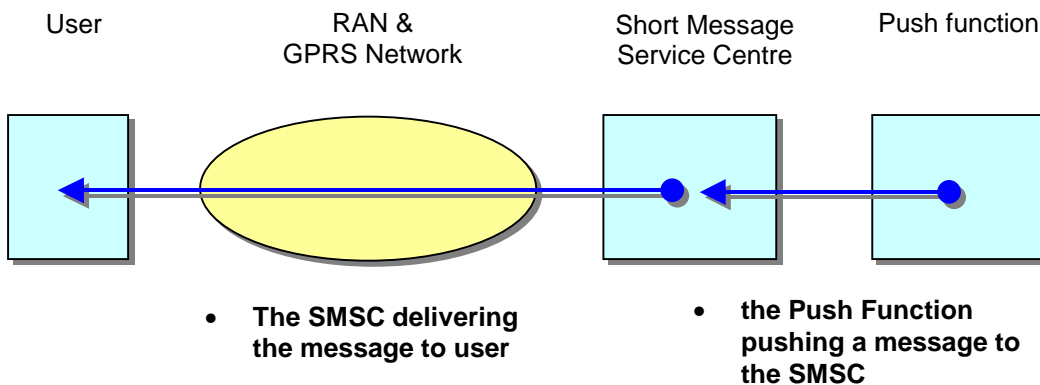 User
RAN &
GPRS Network
Short Message
Service Centre
Push function
• The SMSC delivering
the message to user
• the Push Function
pushing a message to
the SMSC